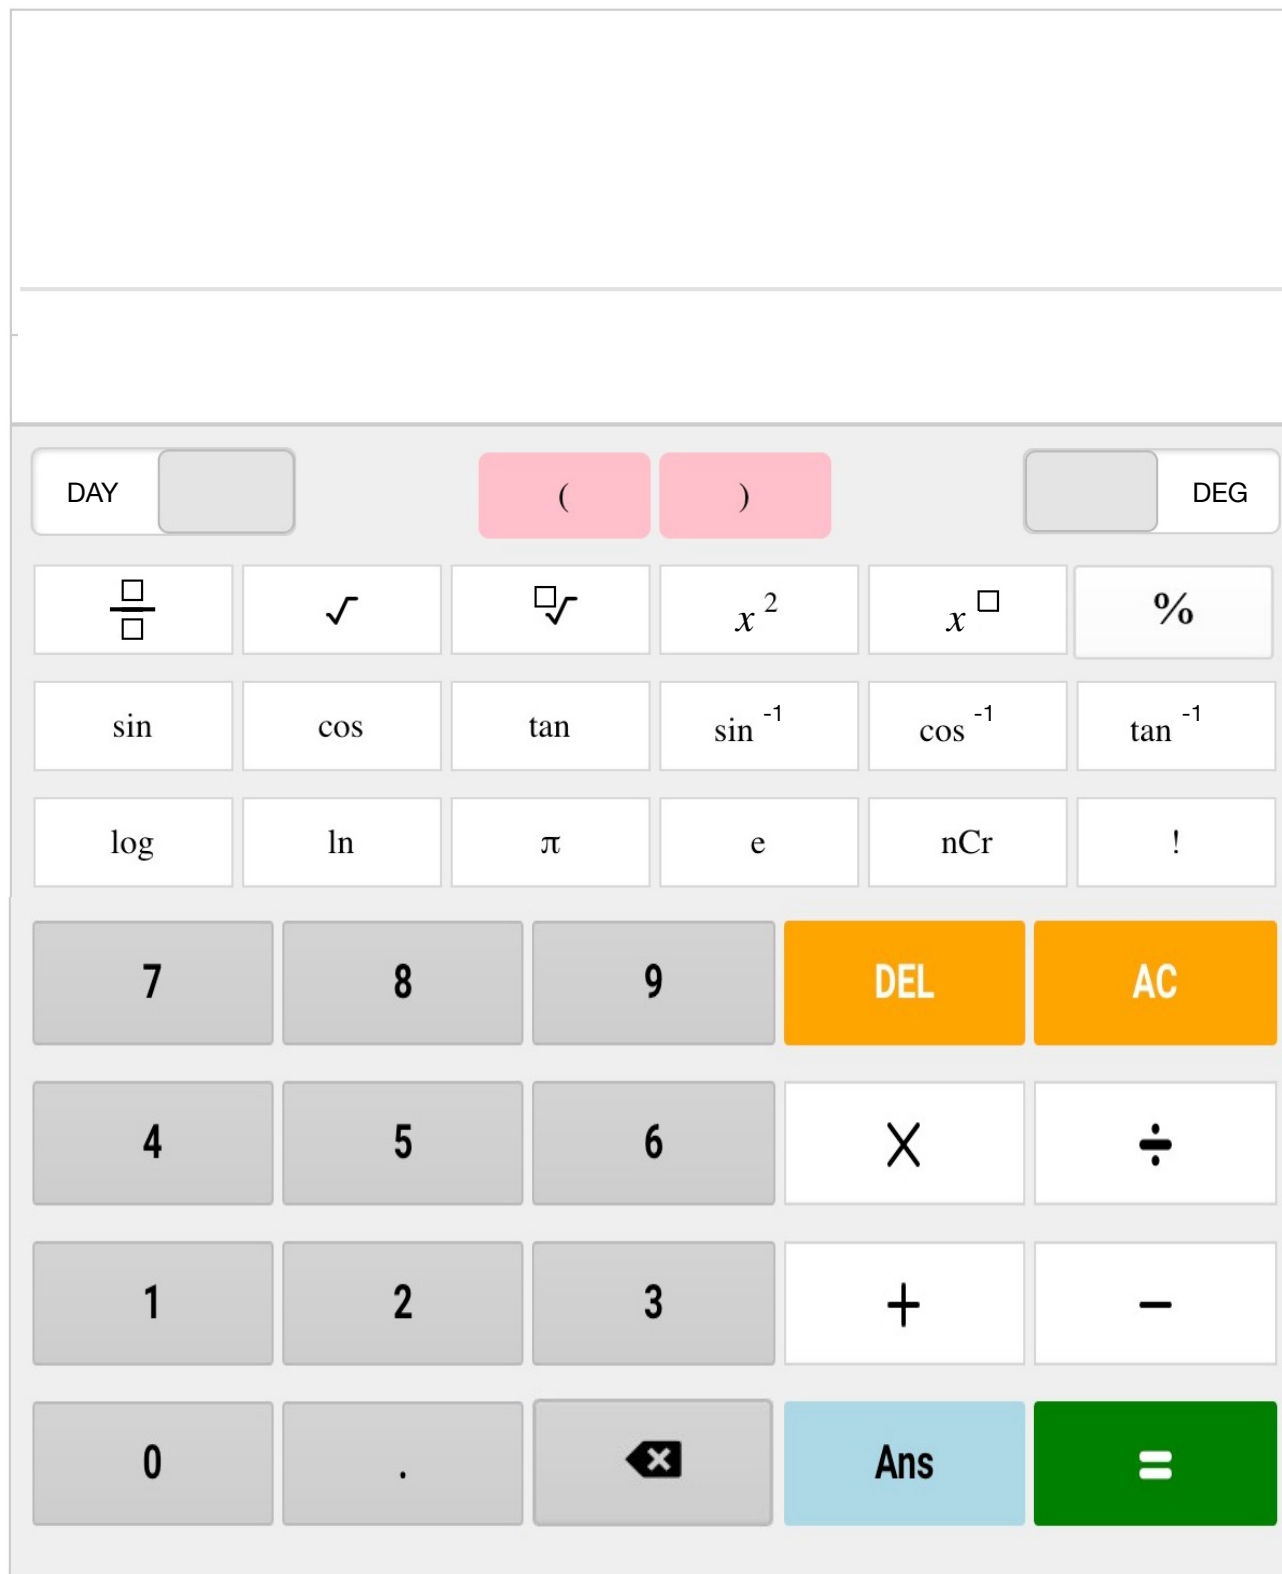 DAY ( ) DEG
□/□ √ □√ x² x□ %
sin cos tan sin⁻¹ cos⁻¹ tan⁻¹
log ln π e nCr !
7 8 9 DEL AC
4 5 6 × ÷
1 2 3 + −
0 . Ans =